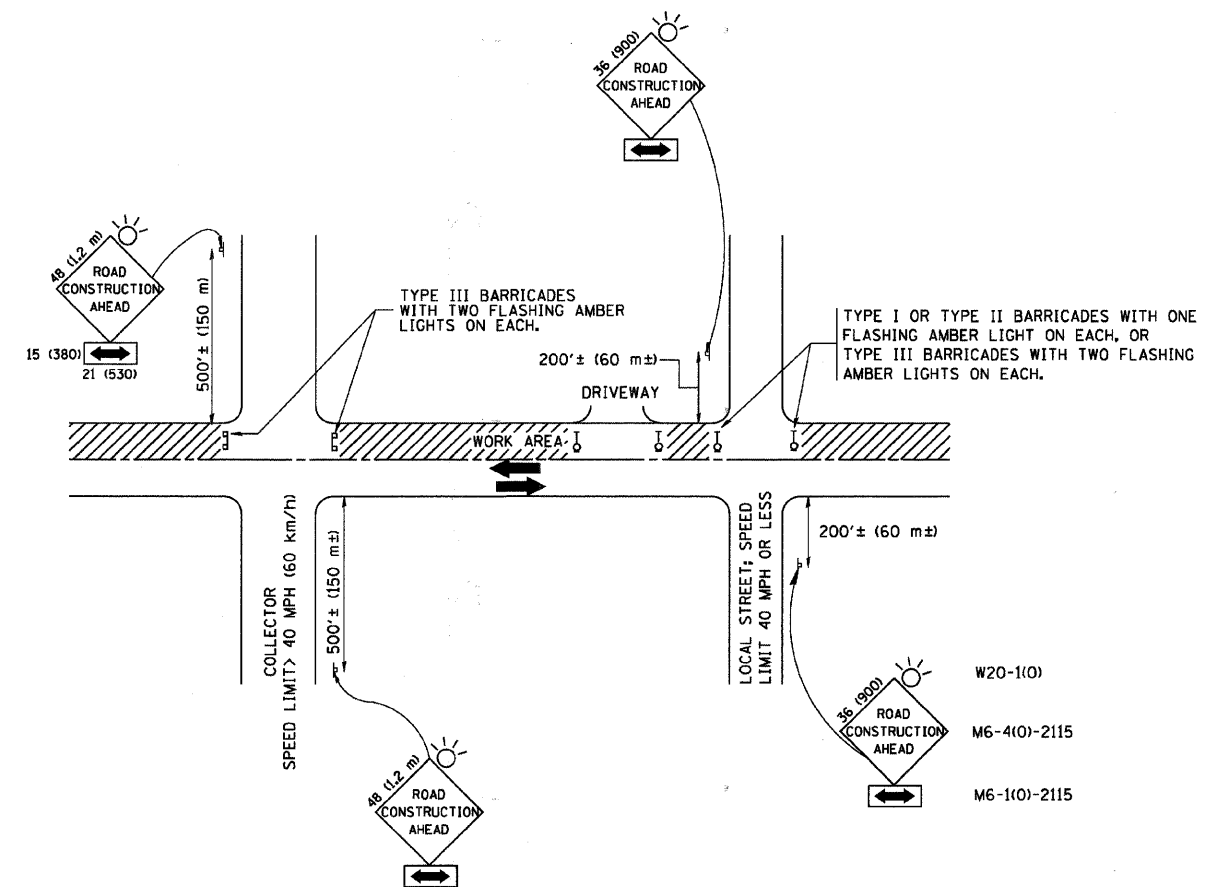 36 (900)
ROAD
CONSTRUCTION
AHEAD
48 (1.2 m)
ROAD
CONSTRUCTION
AHEAD
15 (380)
21 (530)
500'± (150 m)
TYPE III BARRICADES
WITH TWO FLASHING AMBER
LIGHTS ON EACH.
200'± (60 m±)
DRIVEWAY
TYPE I OR TYPE II BARRICADES WITH ONE
FLASHING AMBER LIGHT ON EACH, OR
TYPE III BARRICADES WITH TWO FLASHING
AMBER LIGHTS ON EACH.
WORK AREA
COLLECTOR
SPEED LIMIT> 40 MPH (60 km/h)
500'± (150 m±)
LOCAL STREET; SPEED
LIMIT 40 MPH OR LESS
200'± (60 m±)
48 (1.2 m)
ROAD
CONSTRUCTION
AHEAD
36 (900)
ROAD
CONSTRUCTION
AHEAD
W20-1(O)
M6-4(O)-2115
M6-1(O)-2115